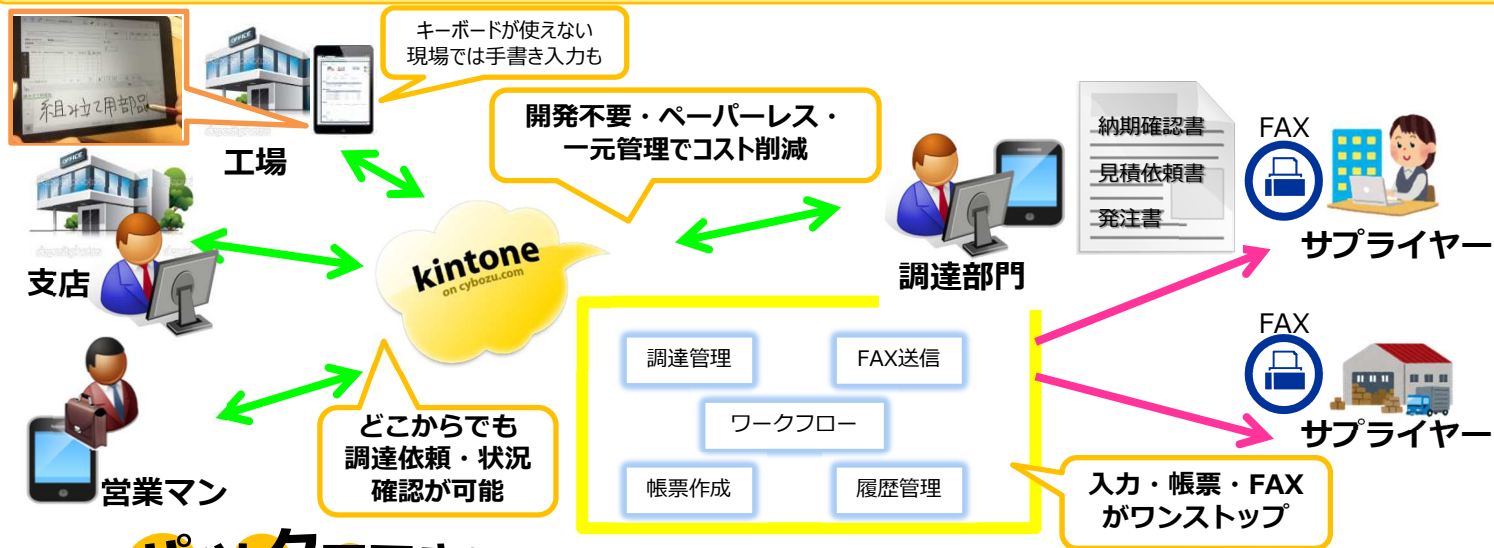 組み立て用部品
OFFICE
キーボードが使えない
現場では手書き入力も
工場
開発不要・ペーパーレス・
一元管理でコスト削減
納期確認書
見積依頼書
発注書
FAX
サプライヤー
OFFICE
depositphotos
支店
kintone
on cybozu.com
調達部門
調達管理
FAX送信
ワークフロー
帳票作成
履歴管理
FAX
サプライヤー
どこからでも
調達依頼・状況
確認が可能
営業マン
入力・帳票・FAX
がワンストップ